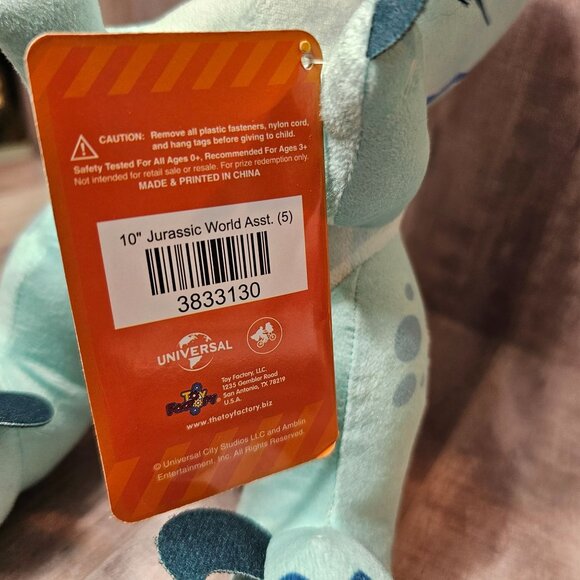 CAUTION: Remove all plastic fasteners, nylon cord,
and hang tags before giving to child.
Safety Tested For All Ages 0+, Recommended For Ages 3+
Not intended for retail sale or resale. For prize redemption only.
MADE & PRINTED IN CHINA
10" Jurassic World Asst. (5)
3833130
UNIVERSAL
TOY
FACTORY
Toy Factory, LLC.
1235 Gembler Road
San Antonio, TX 78219
U.S.A.
www.thetoyfactory.biz
© Universal City Studios LLC and Amblin
Entertainment, Inc. All Rights Reserved.